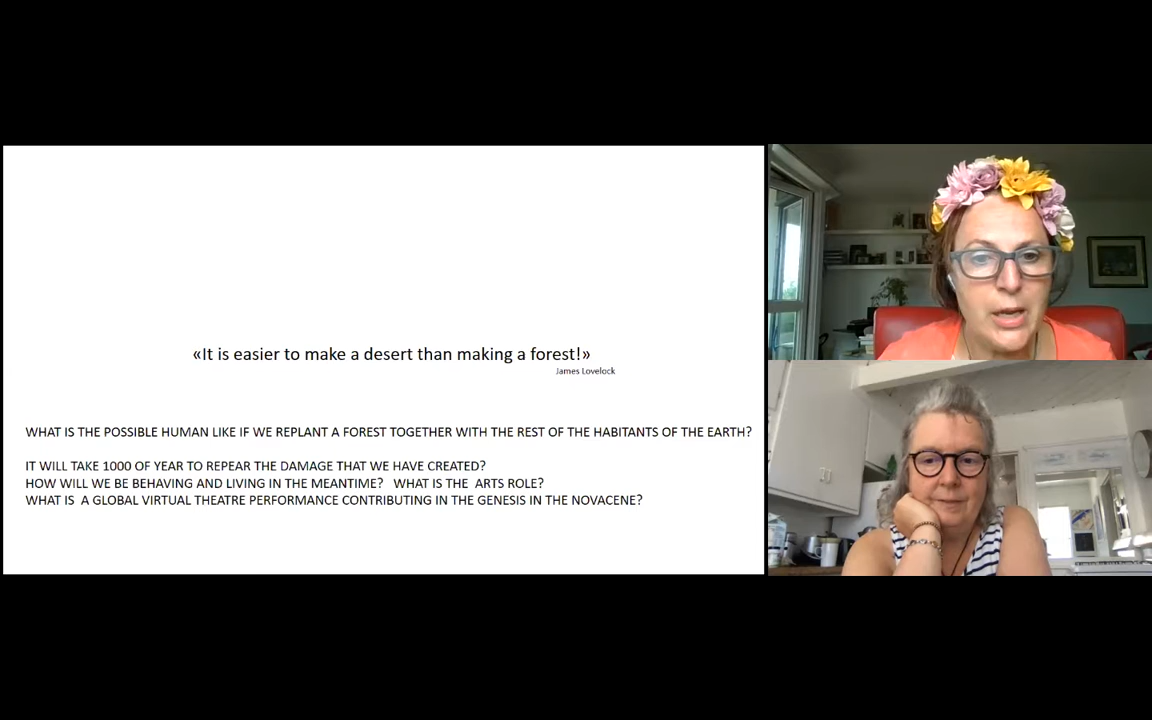 «It is easier to make a desert than making a forest!»
James Lovelock
WHAT IS THE POSSIBLE HUMAN LIKE IF WE REPLANT A FOREST TOGETHER WITH THE REST OF THE HABITANTS OF THE EARTH?
IT WILL TAKE 1000 OF YEAR TO REPEAR THE DAMAGE THAT WE HAVE CREATED?
HOW WILL WE BE BEHAVING AND LIVING IN THE MEANTIME? WHAT IS THE ARTS ROLE?
WHAT IS A GLOBAL VIRTUAL THEATRE PERFORMANCE CONTRIBUTING IN THE GENESIS IN THE NOVACENE?